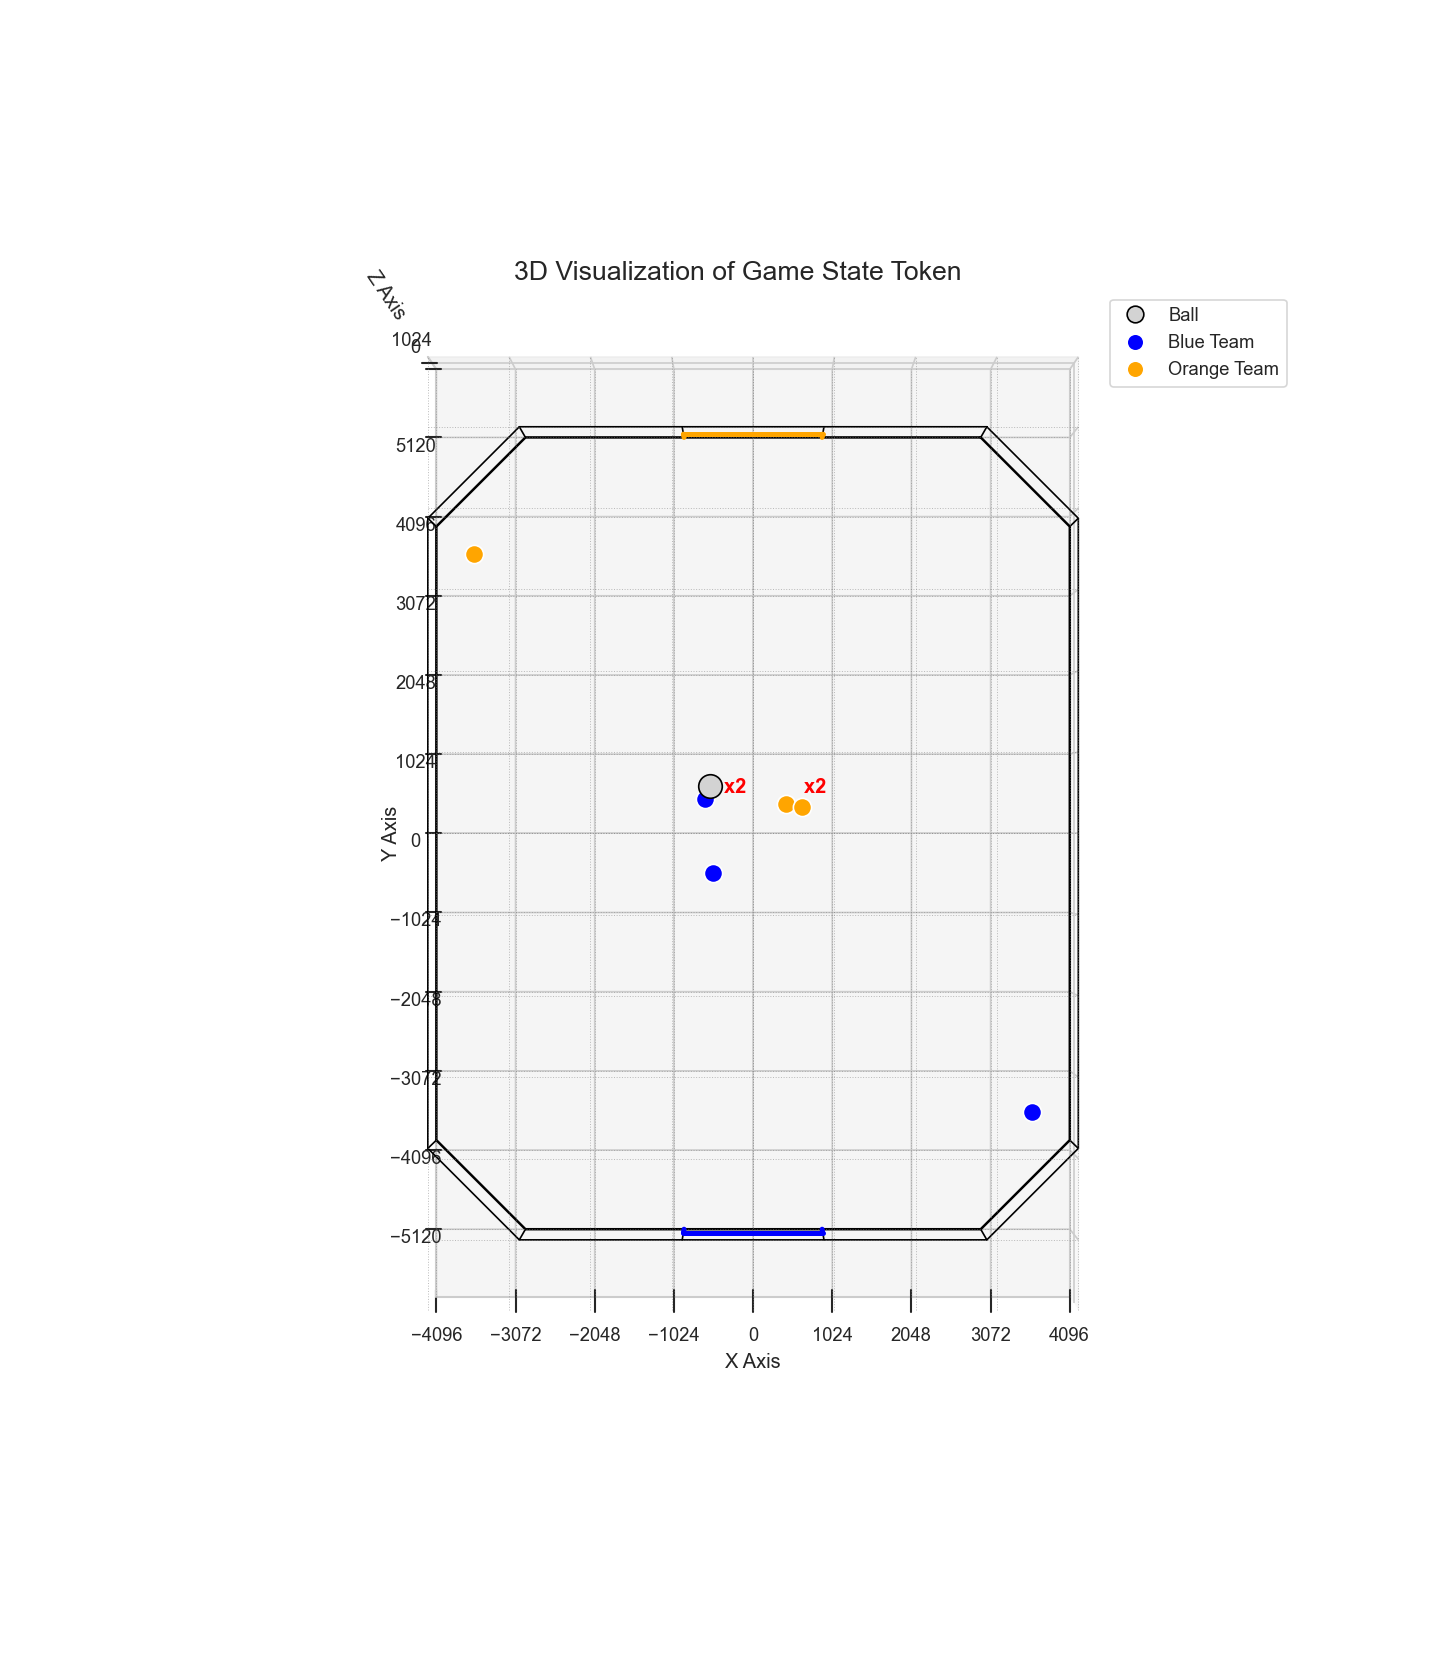 3D Visualization of Game State Token
Z Axis
1024
0
Ball
Blue Team
Orange Team
5120
4096
3072
2048
1024
0
−1024
−2048
−3072
−4096
−5120
Y Axis
x2
x2
−4096 −3072 −2048 −1024 0 1024 2048 3072 4096
X Axis